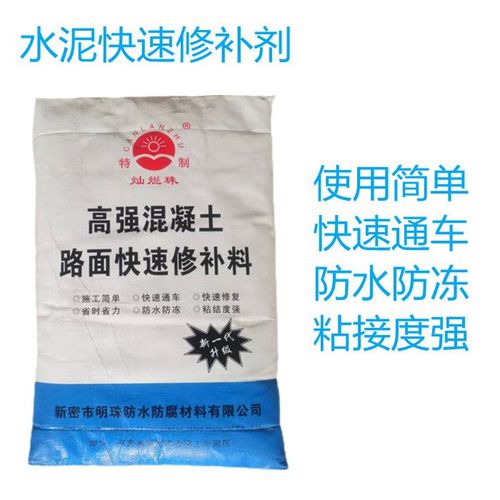 水泥快速修补剂
CANLANZHU
®
特制
灿烂珠
高强混凝土
路面快速修补料
施工简单 快速通车 快速修复
省时省力 防水防冻 粘结度强
新一代
升级
新密市明珠防水防腐材料有限公司
使用简单
快速通车
防水防冻
粘接度强